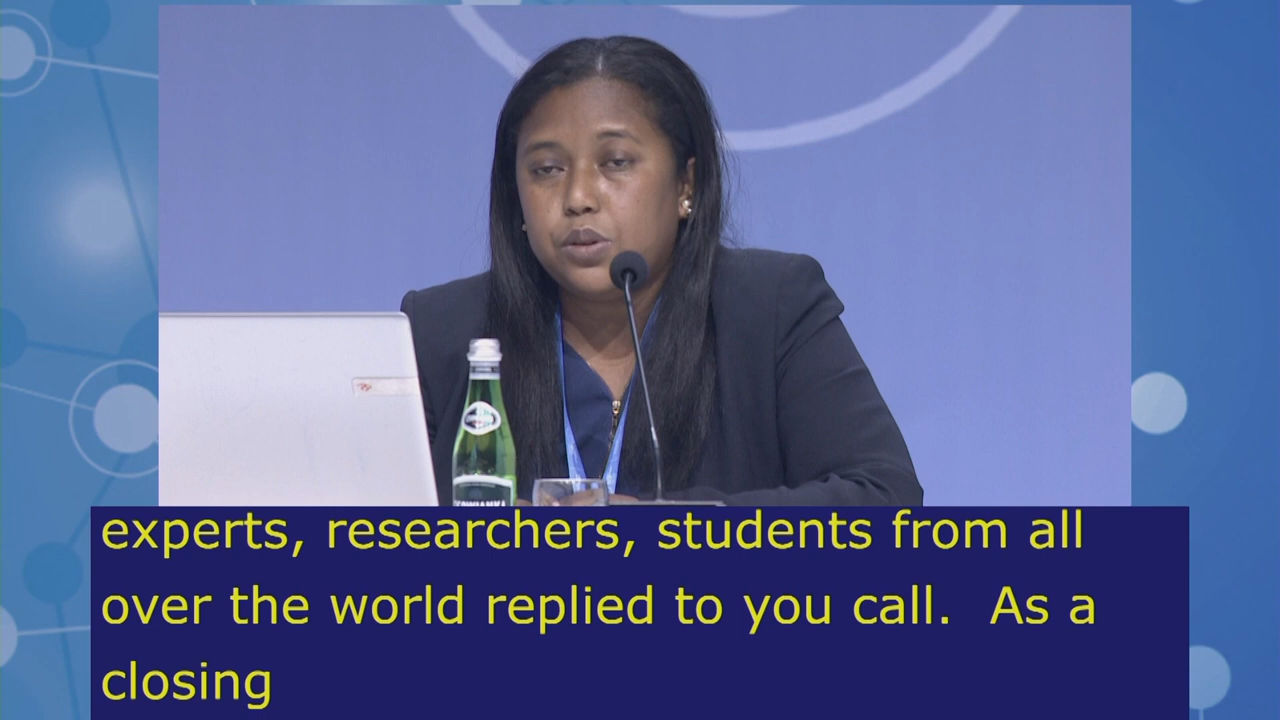 experts, researchers, students from all
over the world replied to you call.  As a
closing